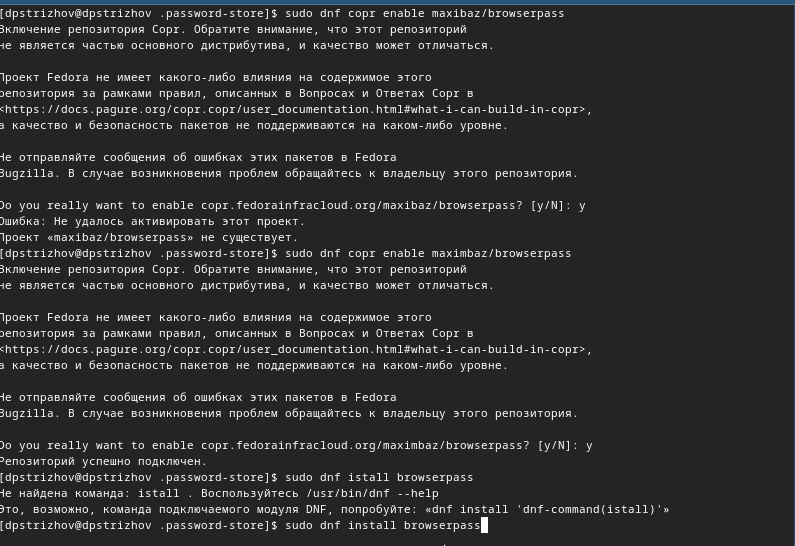 [dpstrizhov@dpstrizhov .password-store]$ sudo dnf copr enable maxibaz/browserpass
Включение репозитория Copr. Обратите внимание, что этот репозиторий
не является частью основного дистрибутива, и качество может отличаться.
Проект Fedora не имеет какого-либо влияния на содержимое этого
репозитория за рамками правил, описанных в Вопросах и Ответах Copr в
<https://docs.pagure.org/copr.copr/user_documentation.html#what-i-can-build-in-copr>,
а качество и безопасность пакетов не поддерживаются на каком-либо уровне.
Не отправляйте сообщения об ошибках этих пакетов в Fedora
Bugzilla. В случае возникновения проблем обращайтесь к владельцу этого репозитория.
Do you really want to enable copr.fedorainfracloud.org/maxibaz/browserpass? [y/N]: y
Ошибка: Не удалось активировать этот проект.
Проект «maxibaz/browserpass» не существует.
[dpstrizhov@dpstrizhov .password-store]$ sudo dnf copr enable maximbaz/browserpass
Включение репозитория Copr. Обратите внимание, что этот репозиторий
не является частью основного дистрибутива, и качество может отличаться.
Проект Fedora не имеет какого-либо влияния на содержимое этого
репозитория за рамками правил, описанных в Вопросах и Ответах Copr в
<https://docs.pagure.org/copr.copr/user_documentation.html#what-i-can-build-in-copr>,
а качество и безопасность пакетов не поддерживаются на каком-либо уровне.
Не отправляйте сообщения об ошибках этих пакетов в Fedora
Bugzilla. В случае возникновения проблем обращайтесь к владельцу этого репозитория.
Do you really want to enable copr.fedorainfracloud.org/maximbaz/browserpass? [y/N]: y
Репозиторий успешно подключен.
[dpstrizhov@dpstrizhov .password-store]$ sudo dnf istall browserpass
Не найдена команда: istall . Воспользуйтесь /usr/bin/dnf --help
Это, возможно, команда подключаемого модуля DNF, попробуйте: «dnf install 'dnf-command(istall)'»
[dpstrizhov@dpstrizhov .password-store]$ sudo dnf install browserpass